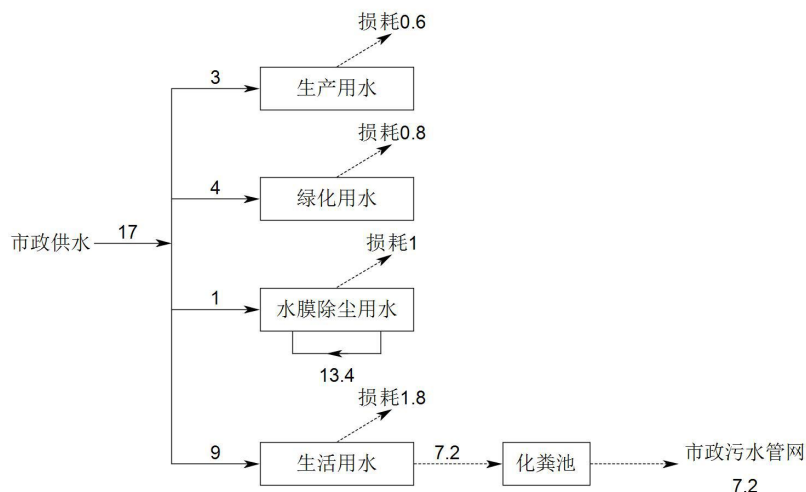 损耗0.6
3
生产用水
损耗0.8
4
绿化用水
市政供水
17
损耗1
1
水膜除尘用水
13.4
损耗1.8
9
生活用水
7.2
化粪池
市政污水管网
7.2